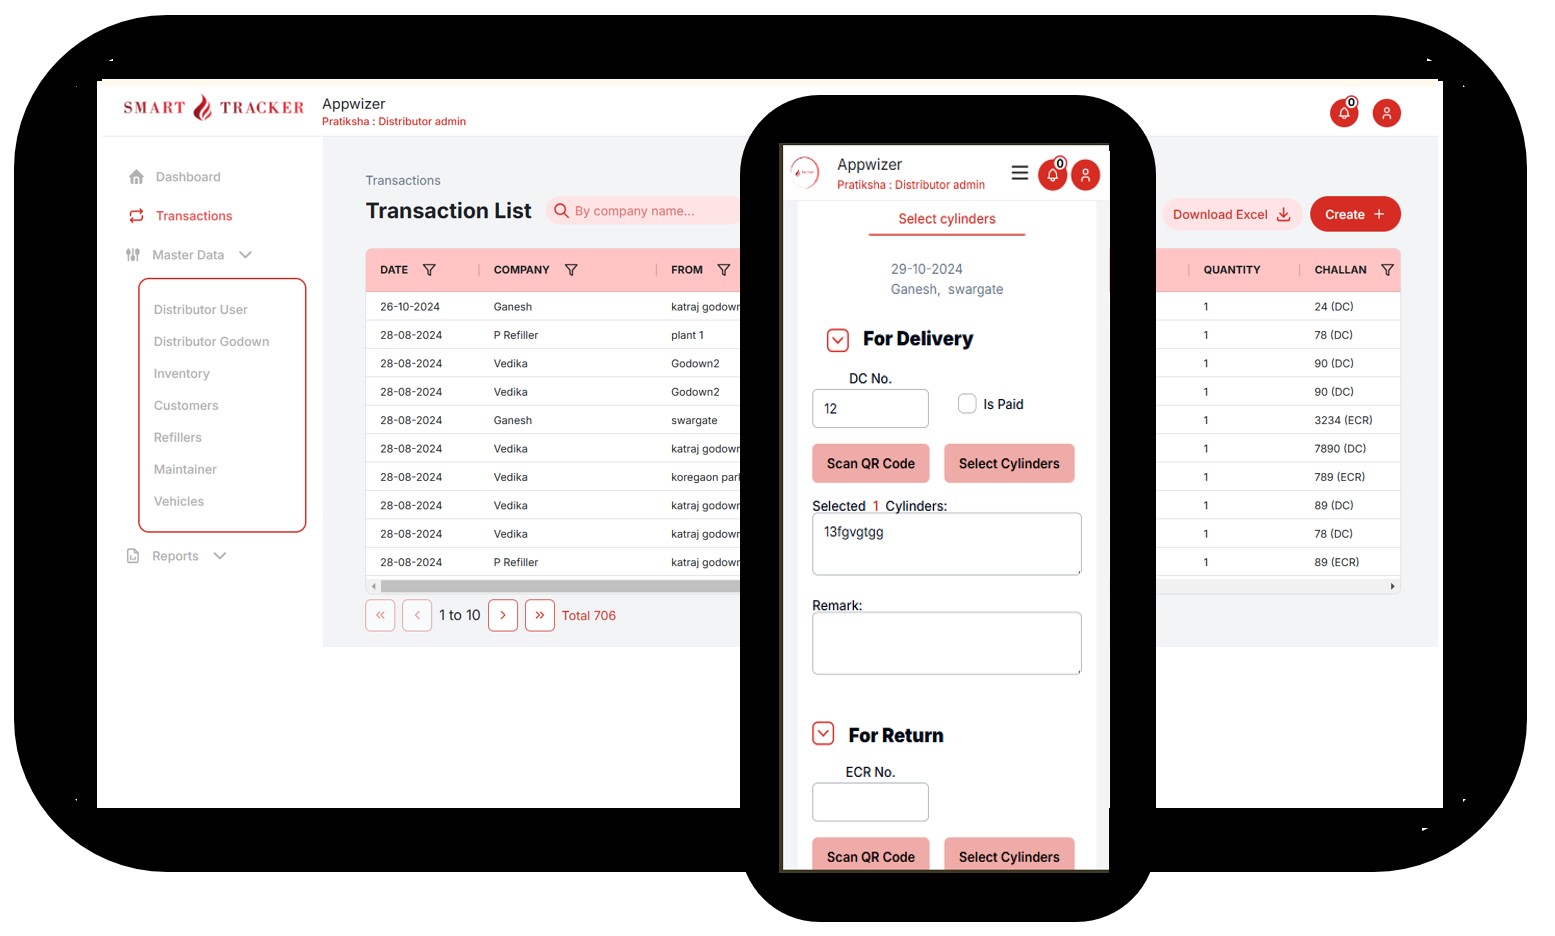 SMART TRACKER
Appwizer
Pratiksha : Distributor admin
0
Dashboard
Transactions
Master Data
Distributor User
Distributor Godown
Inventory
Customers
Refillers
Maintainer
Vehicles
Reports
Transactions
Transaction List
By company name...
Download Excel
Create +
DATE COMPANY FROM QUANTITY CHALLAN
26-10-2024 Ganesh katraj godown 1 24 (DC)
28-08-2024 P Refiller plant 1 1 78 (DC)
28-08-2024 Vedika Godown2 1 90 (DC)
28-08-2024 Vedika Godown2 1 90 (DC)
28-08-2024 Ganesh swargate 1 3234 (ECR)
28-08-2024 Vedika katraj godown 1 7890 (DC)
28-08-2024 Vedika koregaon parl 1 789 (ECR)
28-08-2024 Vedika katraj godown 1 89 (DC)
28-08-2024 Vedika katraj godown 1 78 (DC)
28-08-2024 P Refiller katraj godown 1 89 (ECR)
« ‹ 1 to 10 › » Total 706
Appwizer
Pratiksha : Distributor admin
0
Select cylinders
29-10-2024
Ganesh, swargate
For Delivery
DC No.
12
Is Paid
Scan QR Code
Select Cylinders
Selected 1 Cylinders:
13fgvgtgg
Remark:
For Return
ECR No.
Scan QR Code
Select Cylinders